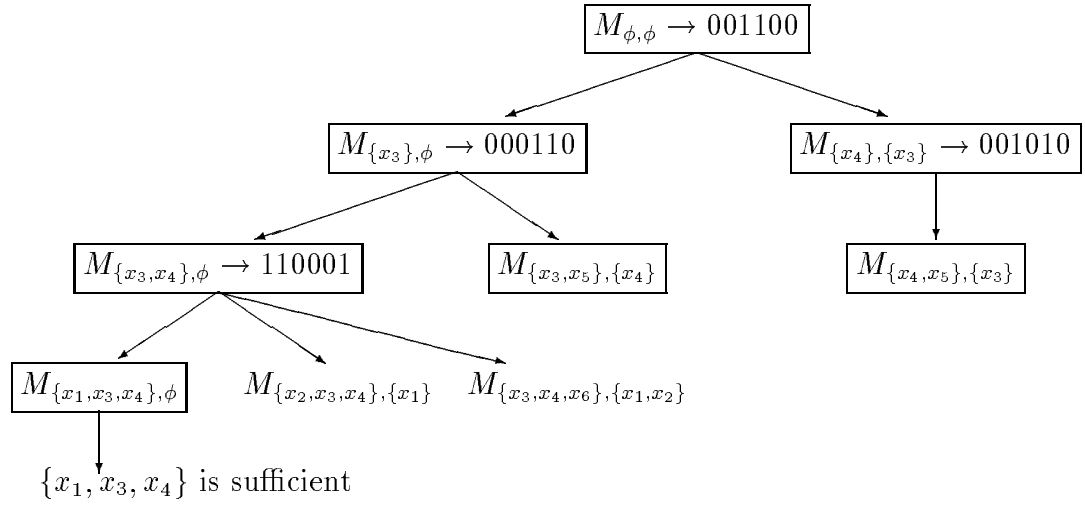 M_{ϕ,ϕ} → 001100
M_{{x_3},ϕ} → 000110
M_{{x_4},{x_3}} → 001010
M_{{x_3,x_4},ϕ} → 110001
M_{{x_3,x_5},{x_4}}
M_{{x_4,x_5},{x_3}}
M_{{x_1,x_3,x_4},ϕ}
M_{{x_2,x_3,x_4},{x_1}}
M_{{x_3,x_4,x_6},{x_1,x_2}}
{x_1, x_3, x_4} is sufficient